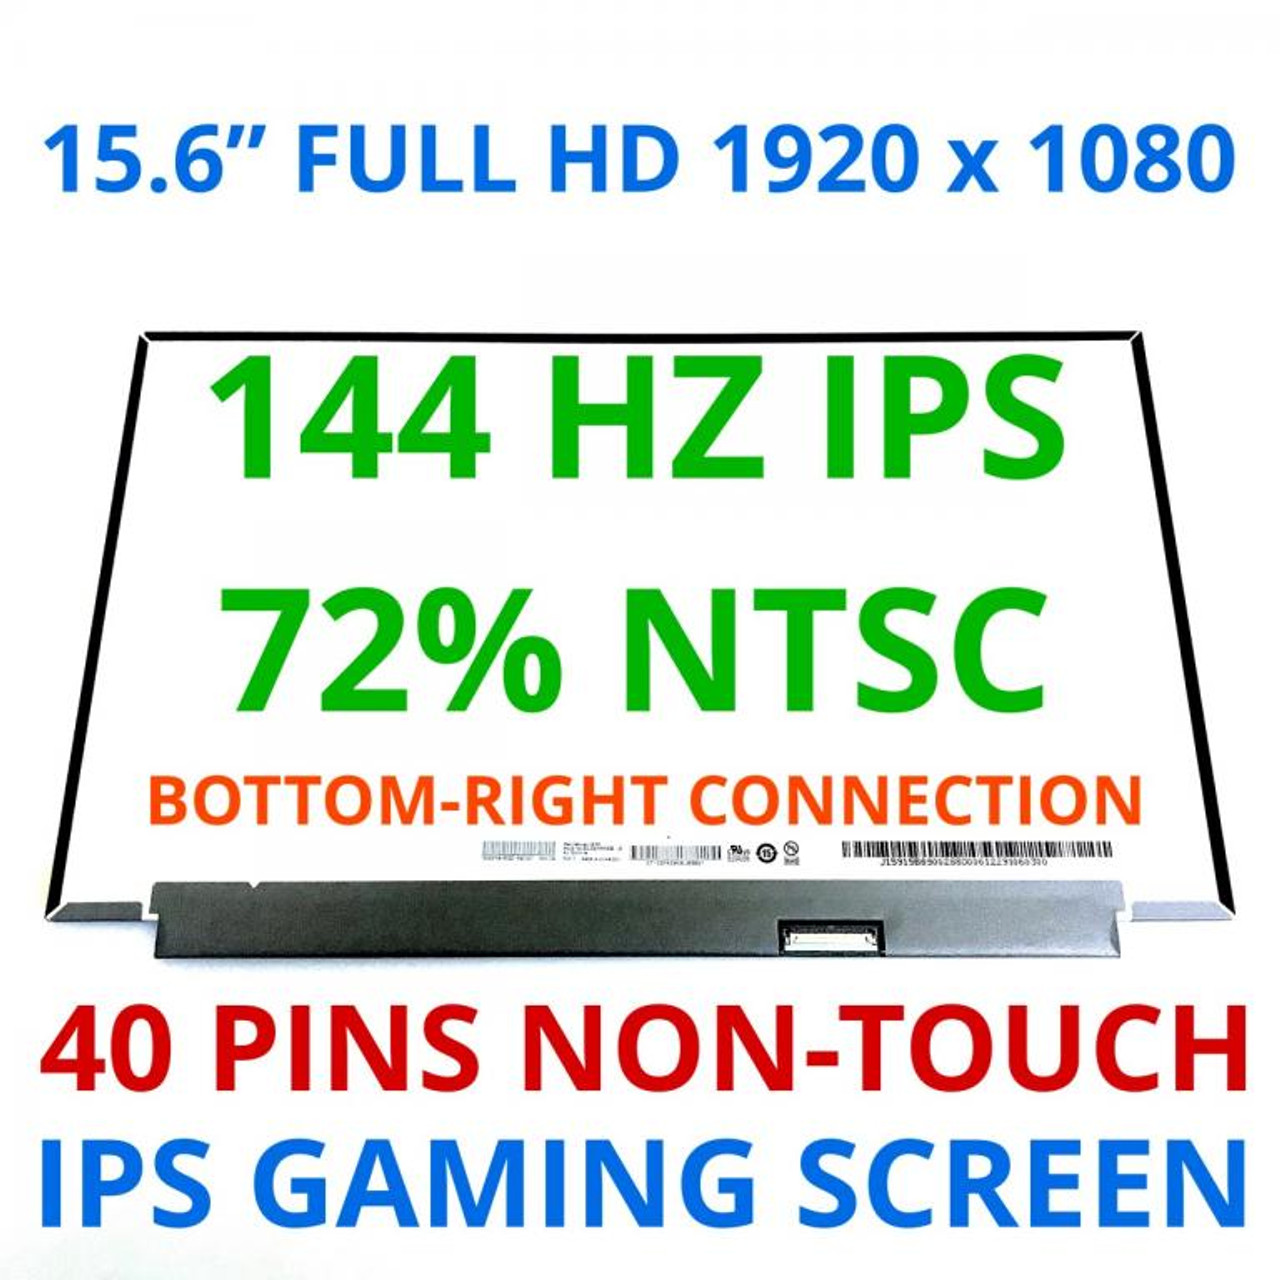 15.6” FULL HD 1920 x 1080
144 HZ IPS
72% NTSC
BOTTOM-RIGHT CONNECTION
40 PINS NON-TOUCH
IPS GAMING SCREEN